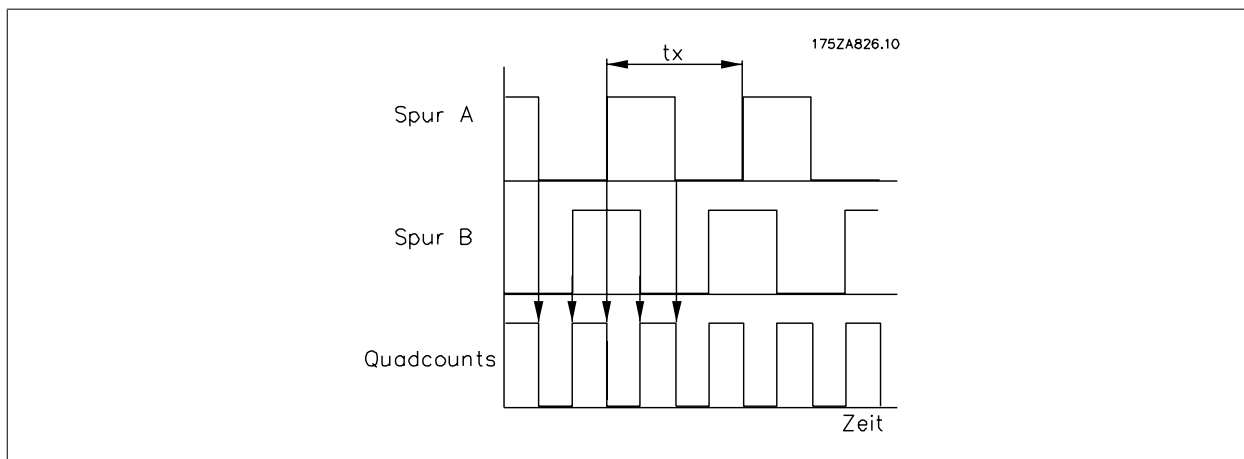 175ZA826.10
tx
Spur A
Spur B
Quadcounts
Zeit